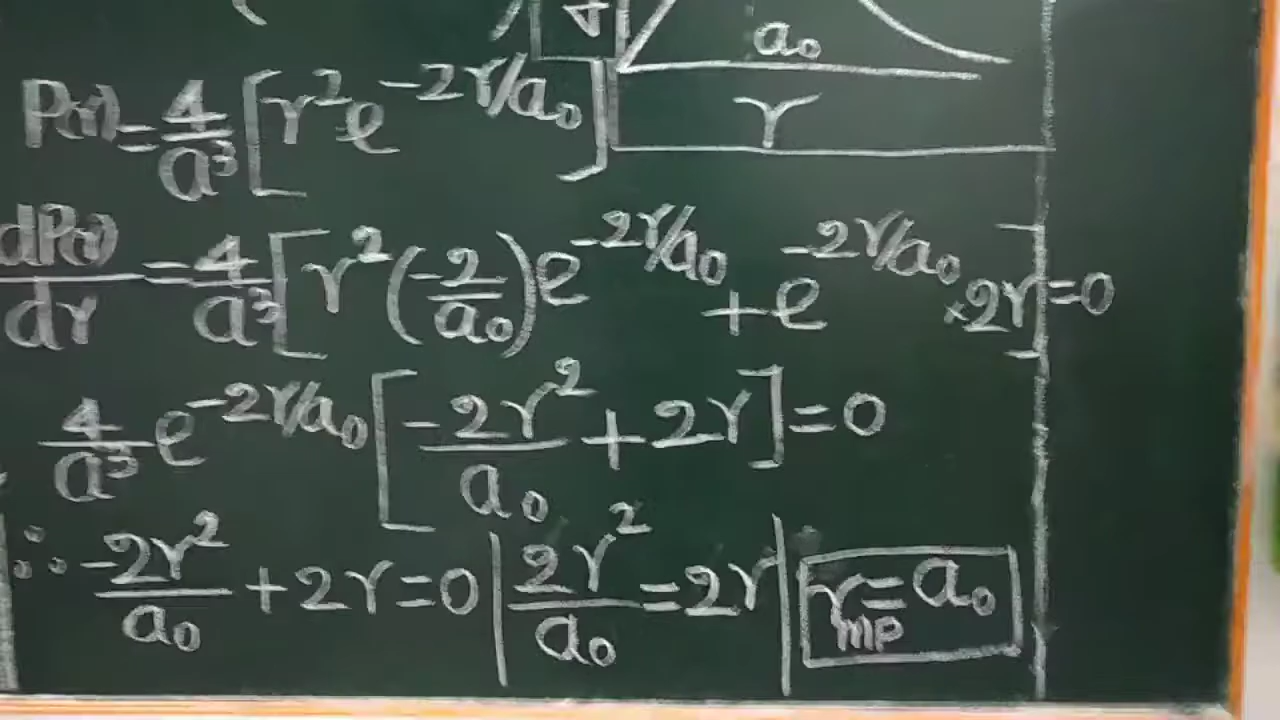 a₀
r
P(r) = 4/a³ [r²e^(-2r/a₀)]
dP(r)/dr = 4/a³ [r² (-2/a₀) e^(-2r/a₀) + e^(-2r/a₀) × 2r] = 0
4/a³ e^(-2r/a₀) [-2r²/a₀ + 2r] = 0
∴ -2r²/a₀ + 2r = 0 | 2r²/a₀ = 2r | r_mp = a₀